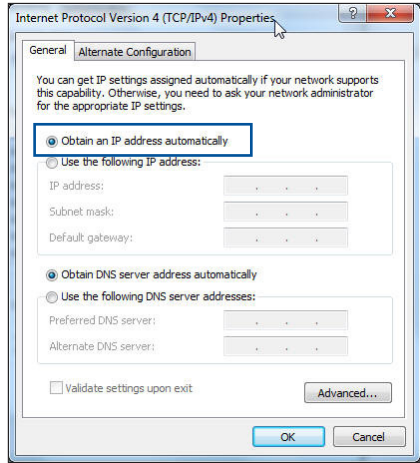 Internet Protocol Version 4 (TCP/IPv4) Properties
General
Alternate Configuration
You can get IP settings assigned automatically if your network supports
this capability. Otherwise, you need to ask your network administrator
for the appropriate IP settings.
Obtain an IP address automatically
Use the following IP address:
IP address:
Subnet mask:
Default gateway:
Obtain DNS server address automatically
Use the following DNS server addresses:
Preferred DNS server:
Alternate DNS server:
Validate settings upon exit
Advanced...
OK
Cancel